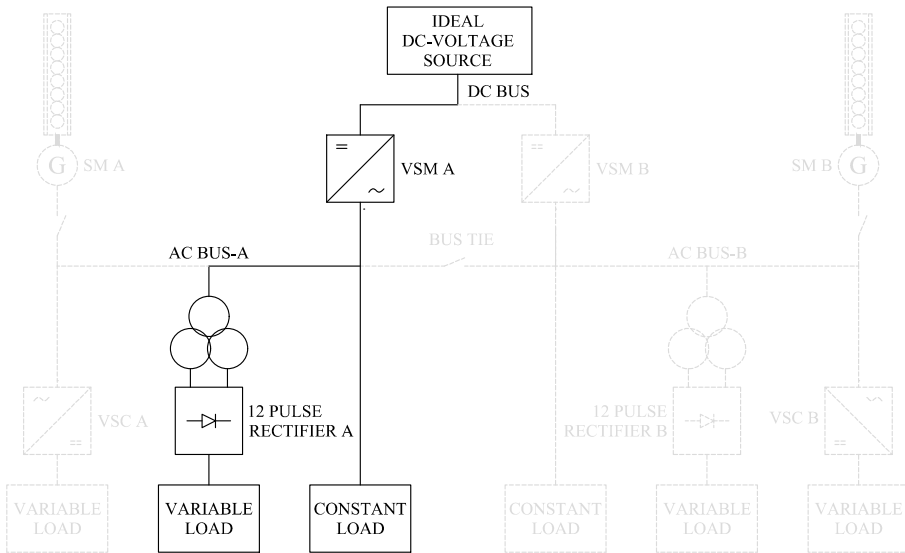 IDEAL
DC-VOLTAGE
SOURCE
DC BUS
G
SM A
VSM A
VSM B
SM B
G
AC BUS-A
BUS TIE
AC BUS-B
VSC A
12 PULSE
RECTIFIER A
12 PULSE
RECTIFIER B
VSC B
VARIABLE
LOAD
VARIABLE
LOAD
CONSTANT
LOAD
CONSTANT
LOAD
VARIABLE
LOAD
VARIABLE
LOAD